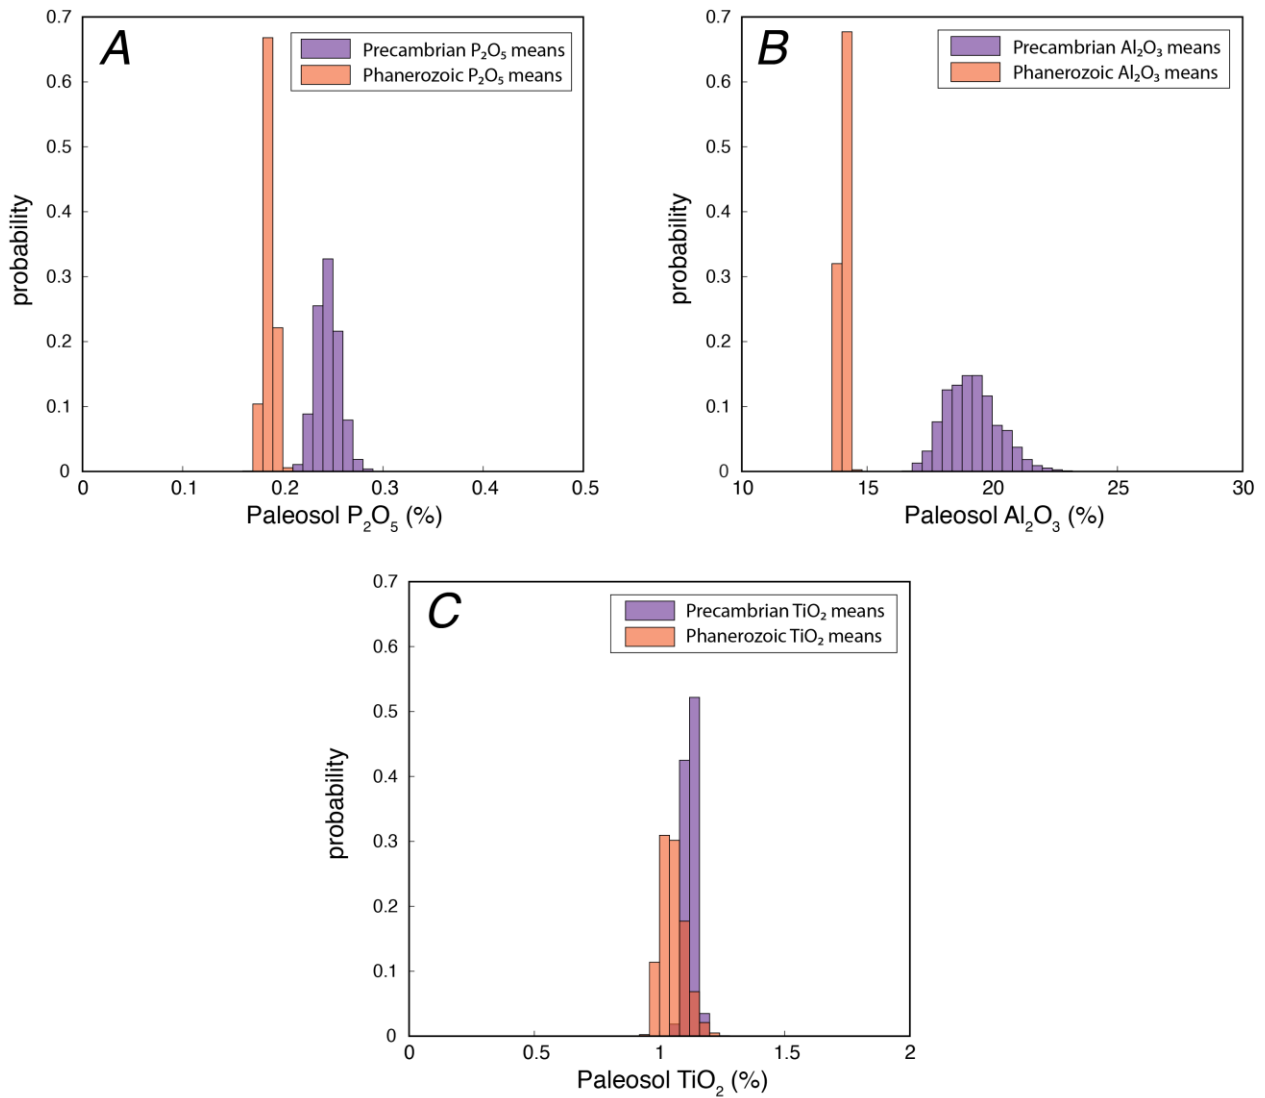 A
Precambrian P₂O₅ means
Phanerozoic P₂O₅ means
0.7
0.6
0.5
0.4
0.3
0.2
0.1
0
probability
0 0.1 0.2 0.3 0.4 0.5
Paleosol P₂O₅ (%)
B
Precambrian Al₂O₃ means
Phanerozoic Al₂O₃ means
0.7
0.6
0.5
0.4
0.3
0.2
0.1
0
probability
10 15 20 25 30
Paleosol Al₂O₃ (%)
C
Precambrian TiO₂ means
Phanerozoic TiO₂ means
0.7
0.6
0.5
0.4
0.3
0.2
0.1
0
probability
0 0.5 1 1.5 2
Paleosol TiO₂ (%)